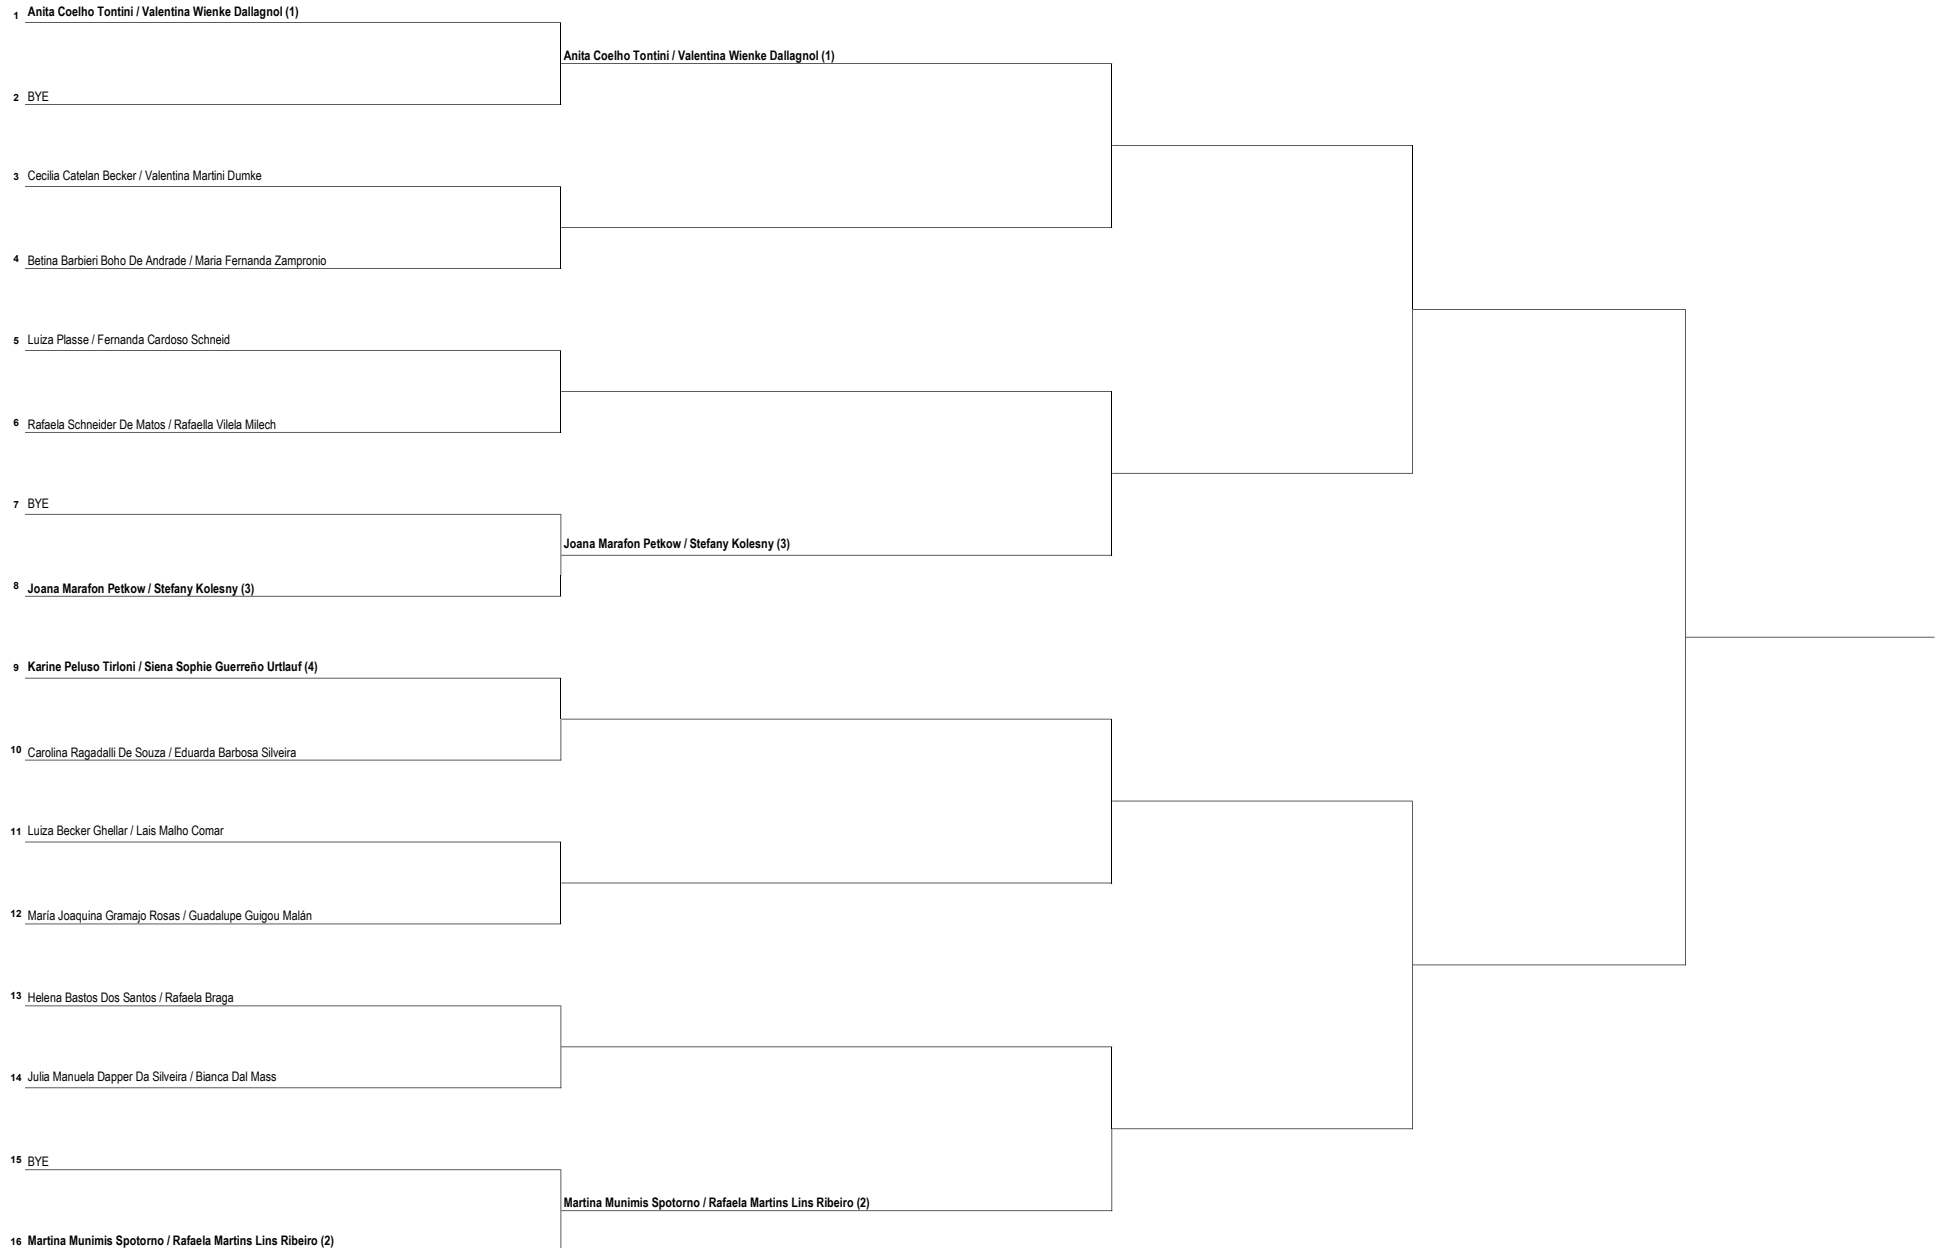 1 Anita Coelho Tontini / Valentina Wienke Dallagnol (1)
Anita Coelho Tontini / Valentina Wienke Dallagnol (1)
2 BYE
3 Cecilia Catelan Becker / Valentina Martini Dumke
4 Betina Barbieri Boho De Andrade / Maria Fernanda Zampronio
5 Luiza Plasse / Fernanda Cardoso Schneid
6 Rafaela Schneider De Matos / Rafaella Vilela Milech
7 BYE
Joana Marafon Petkow / Stefany Kolesny (3)
8 Joana Marafon Petkow / Stefany Kolesny (3)
9 Karine Peluso Tirloni / Siena Sophie Guerreño Urtlauf (4)
10 Carolina Ragadalli De Souza / Eduarda Barbosa Silveira
11 Luiza Becker Ghellar / Lais Malho Comar
12 María Joaquina Gramajo Rosas / Guadalupe Guigou Malán
13 Helena Bastos Dos Santos / Rafaela Braga
14 Julia Manuela Dapper Da Silveira / Bianca Dal Mass
15 BYE
Martina Munimis Spotorno / Rafaela Martins Lins Ribeiro (2)
16 Martina Munimis Spotorno / Rafaela Martins Lins Ribeiro (2)